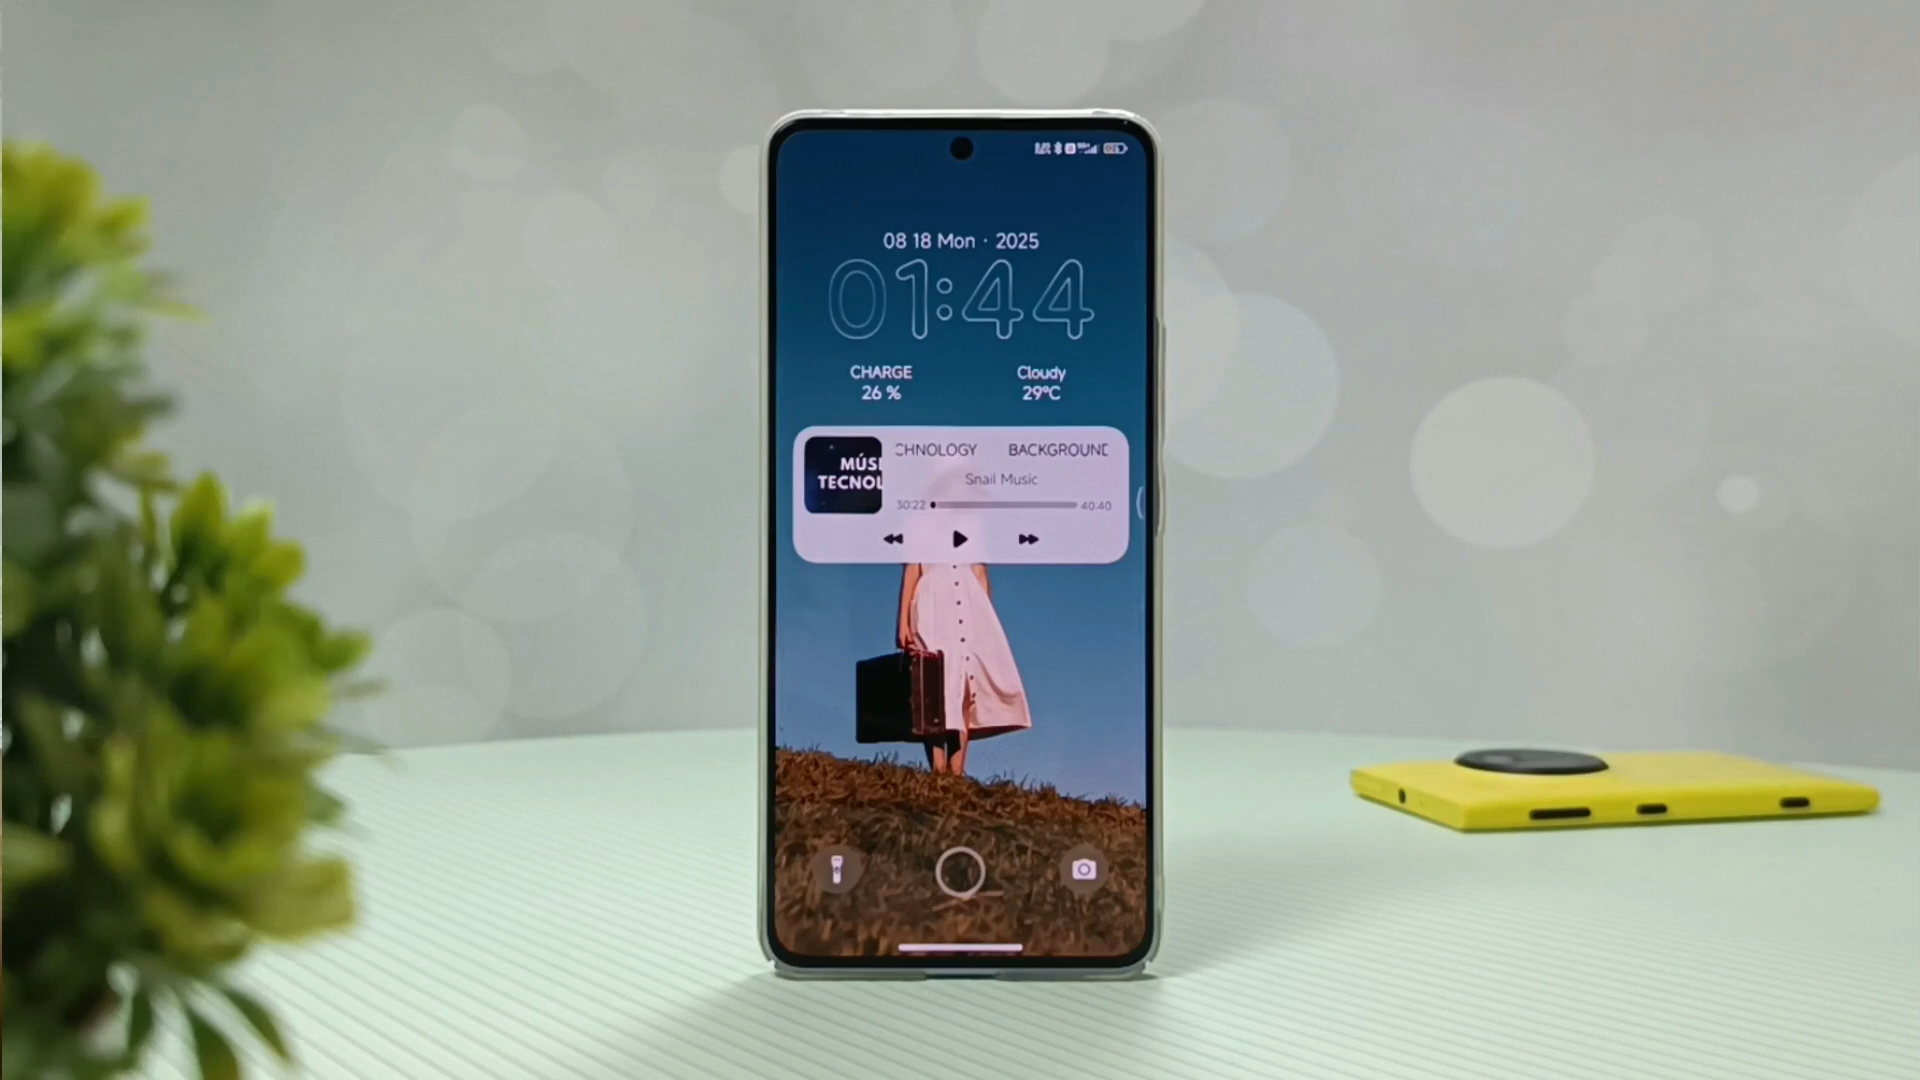 08 18 Mon · 2025
01:44
CHARGE
26 %
Cloudy
29°C
MÚSI
TECNOL
CHNOLOGY BACKGROUND
Snail Music
30:22
40:40